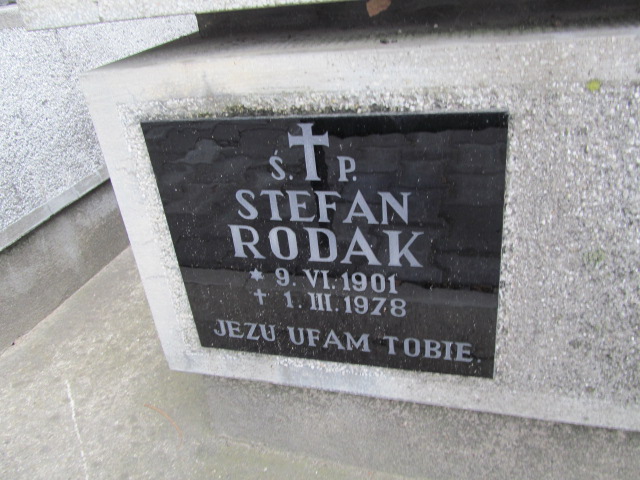 Ś. P.
STEFAN
RODAK
* 9. VI. 1901
† 1. III. 1978
JEZU UFAM TOBIE